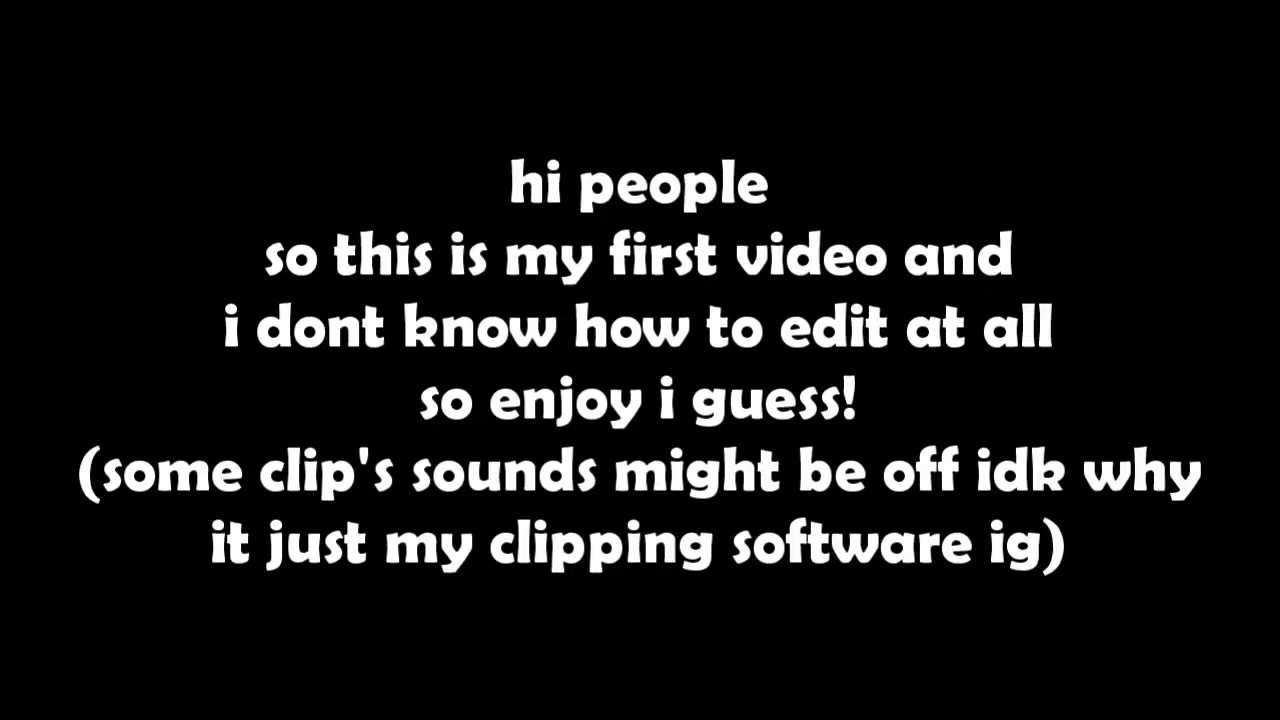 hi people
so this is my first video and
i dont know how to edit at all
so enjoy i guess!
(some clip's sounds might be off idk why
it just my clipping software ig)